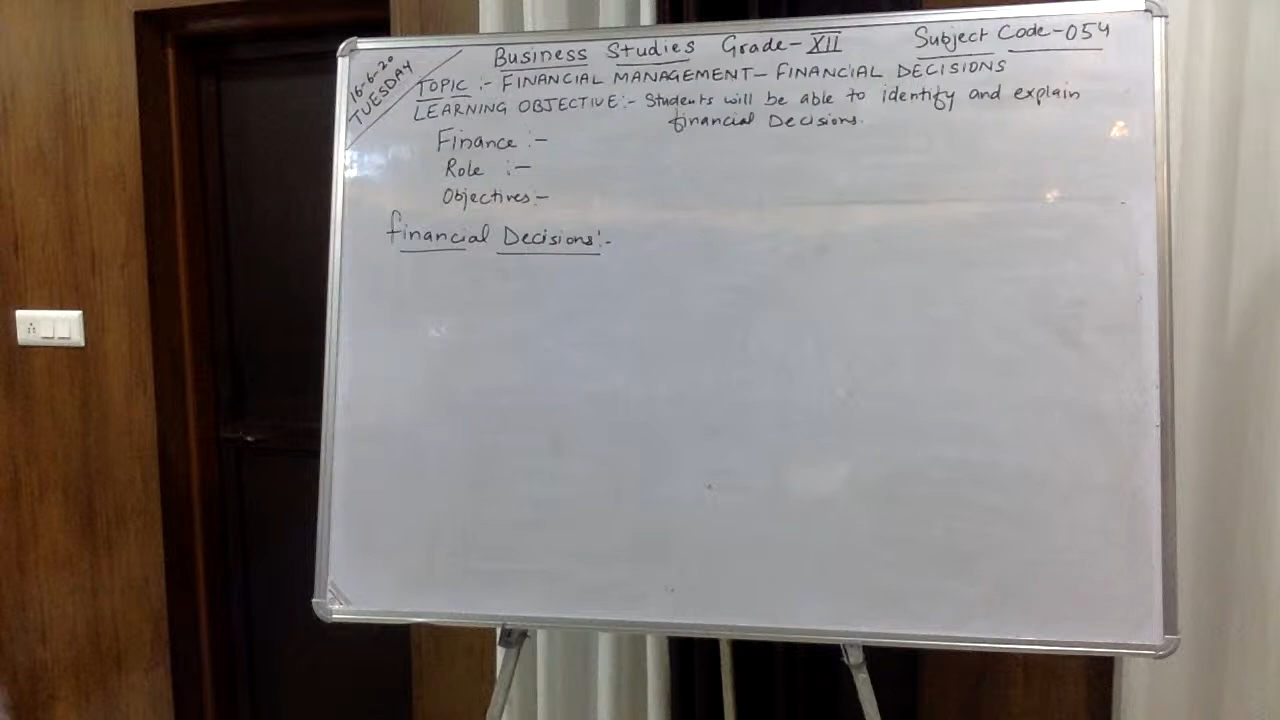 16-6-20
TUESDAY
Business Studies Grade-XII
Subject Code-054
TOPIC :- FINANCIAL MANAGEMENT- FINANCIAL DECISIONS
LEARNING OBJECTIVE:- Students will be able to identify and explain
financial Decisions.
Finance :-
Role :-
Objectives:-
financial Decisions:-